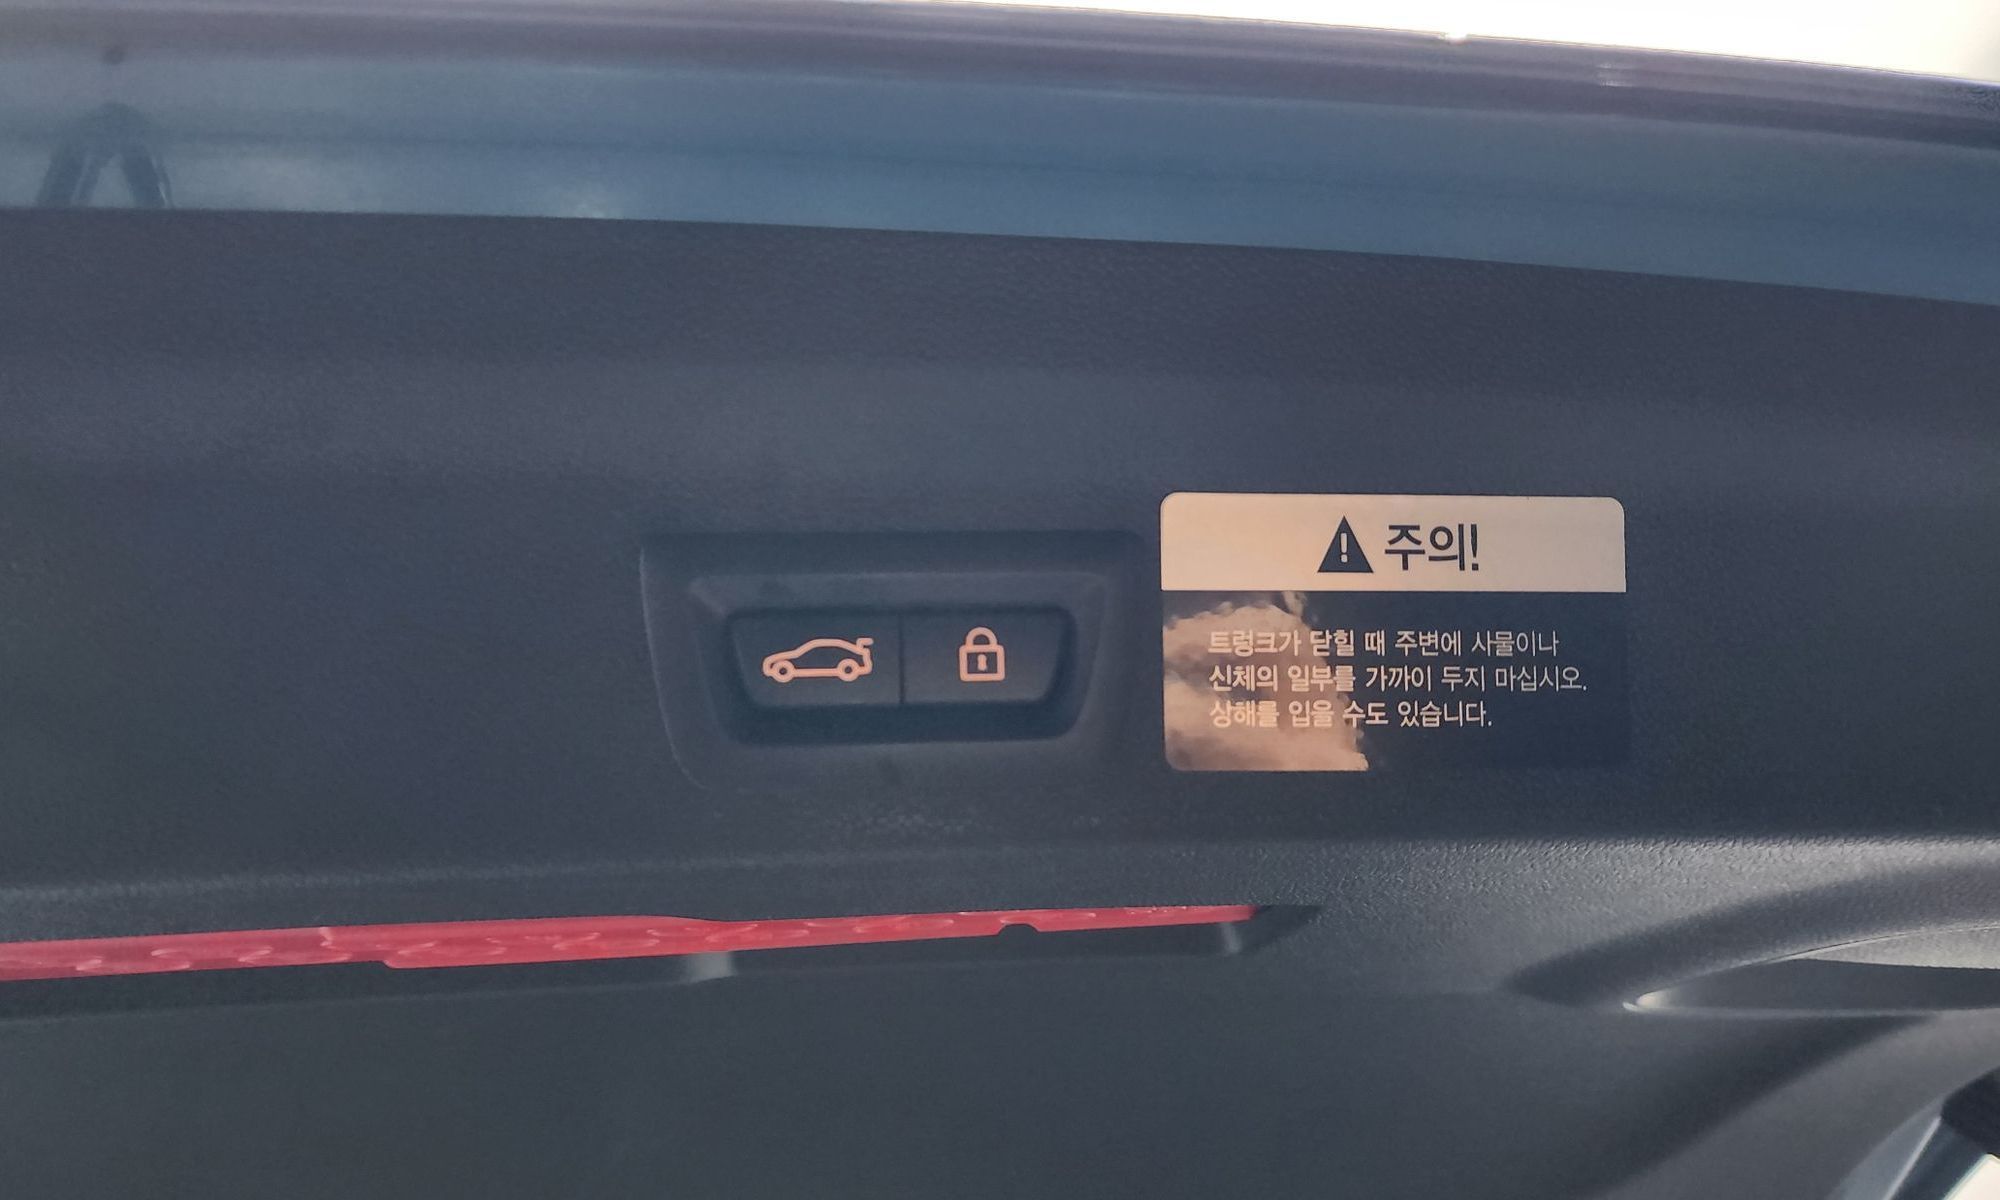 주의!
트렁크가 닫힐 때 주변에 사물이나
신체의 일부를 가까이 두지 마십시오.
상해를 입을 수도 있습니다.